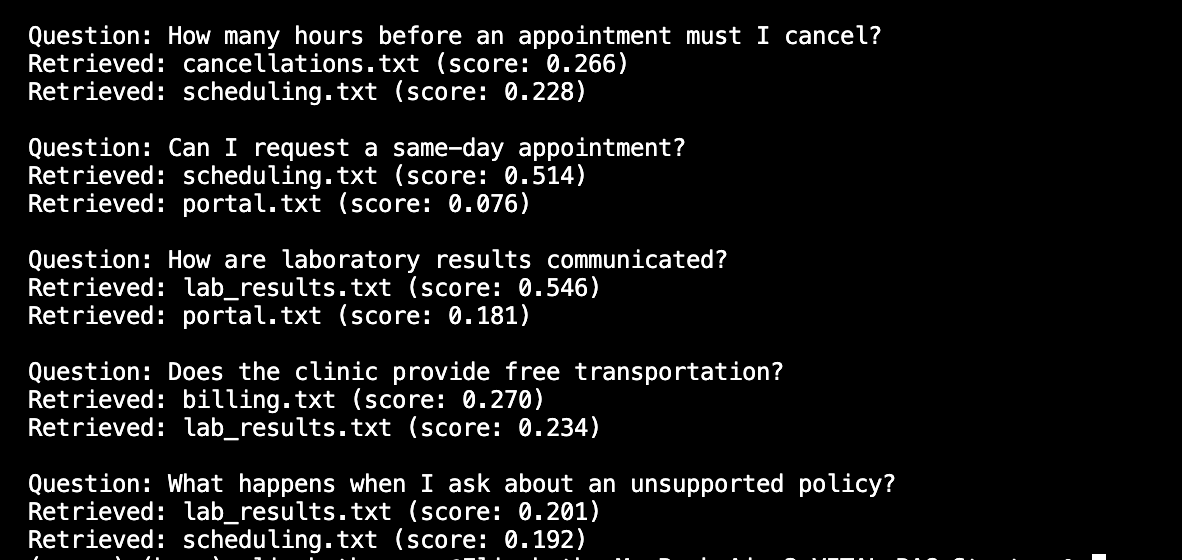 Question: How many hours before an appointment must I cancel?
Retrieved: cancellations.txt (score: 0.266)
Retrieved: scheduling.txt (score: 0.228)
Question: Can I request a same-day appointment?
Retrieved: scheduling.txt (score: 0.514)
Retrieved: portal.txt (score: 0.076)
Question: How are laboratory results communicated?
Retrieved: lab_results.txt (score: 0.546)
Retrieved: portal.txt (score: 0.181)
Question: Does the clinic provide free transportation?
Retrieved: billing.txt (score: 0.270)
Retrieved: lab_results.txt (score: 0.234)
Question: What happens when I ask about an unsupported policy?
Retrieved: lab_results.txt (score: 0.201)
Retrieved: scheduling.txt (score: 0.192)